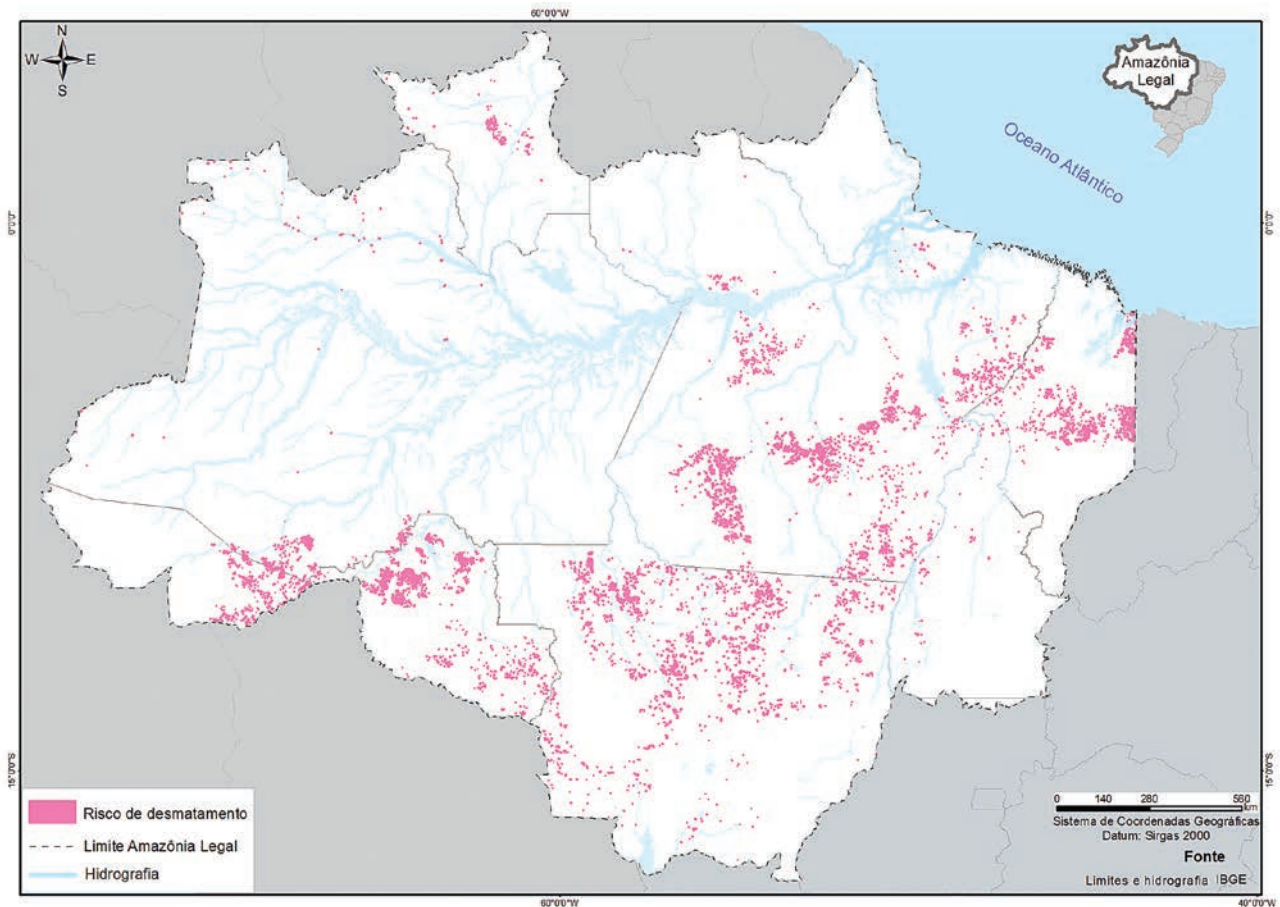 60°0'0"W
N
W E
S
Amazônia
Legal
Oceano Atlântico
0°0'0"
0°0'0"
15°0'0"S
15°0'0"S
Risco de desmatamento
Limite Amazônia Legal
Hidrografia
0 140 280 560
km
Sistema de Coordenadas Geográficas
Datum: Sirgas 2000
Fonte
Limites e hidrografia IBGE
60°0'0"W
40°0'0"W